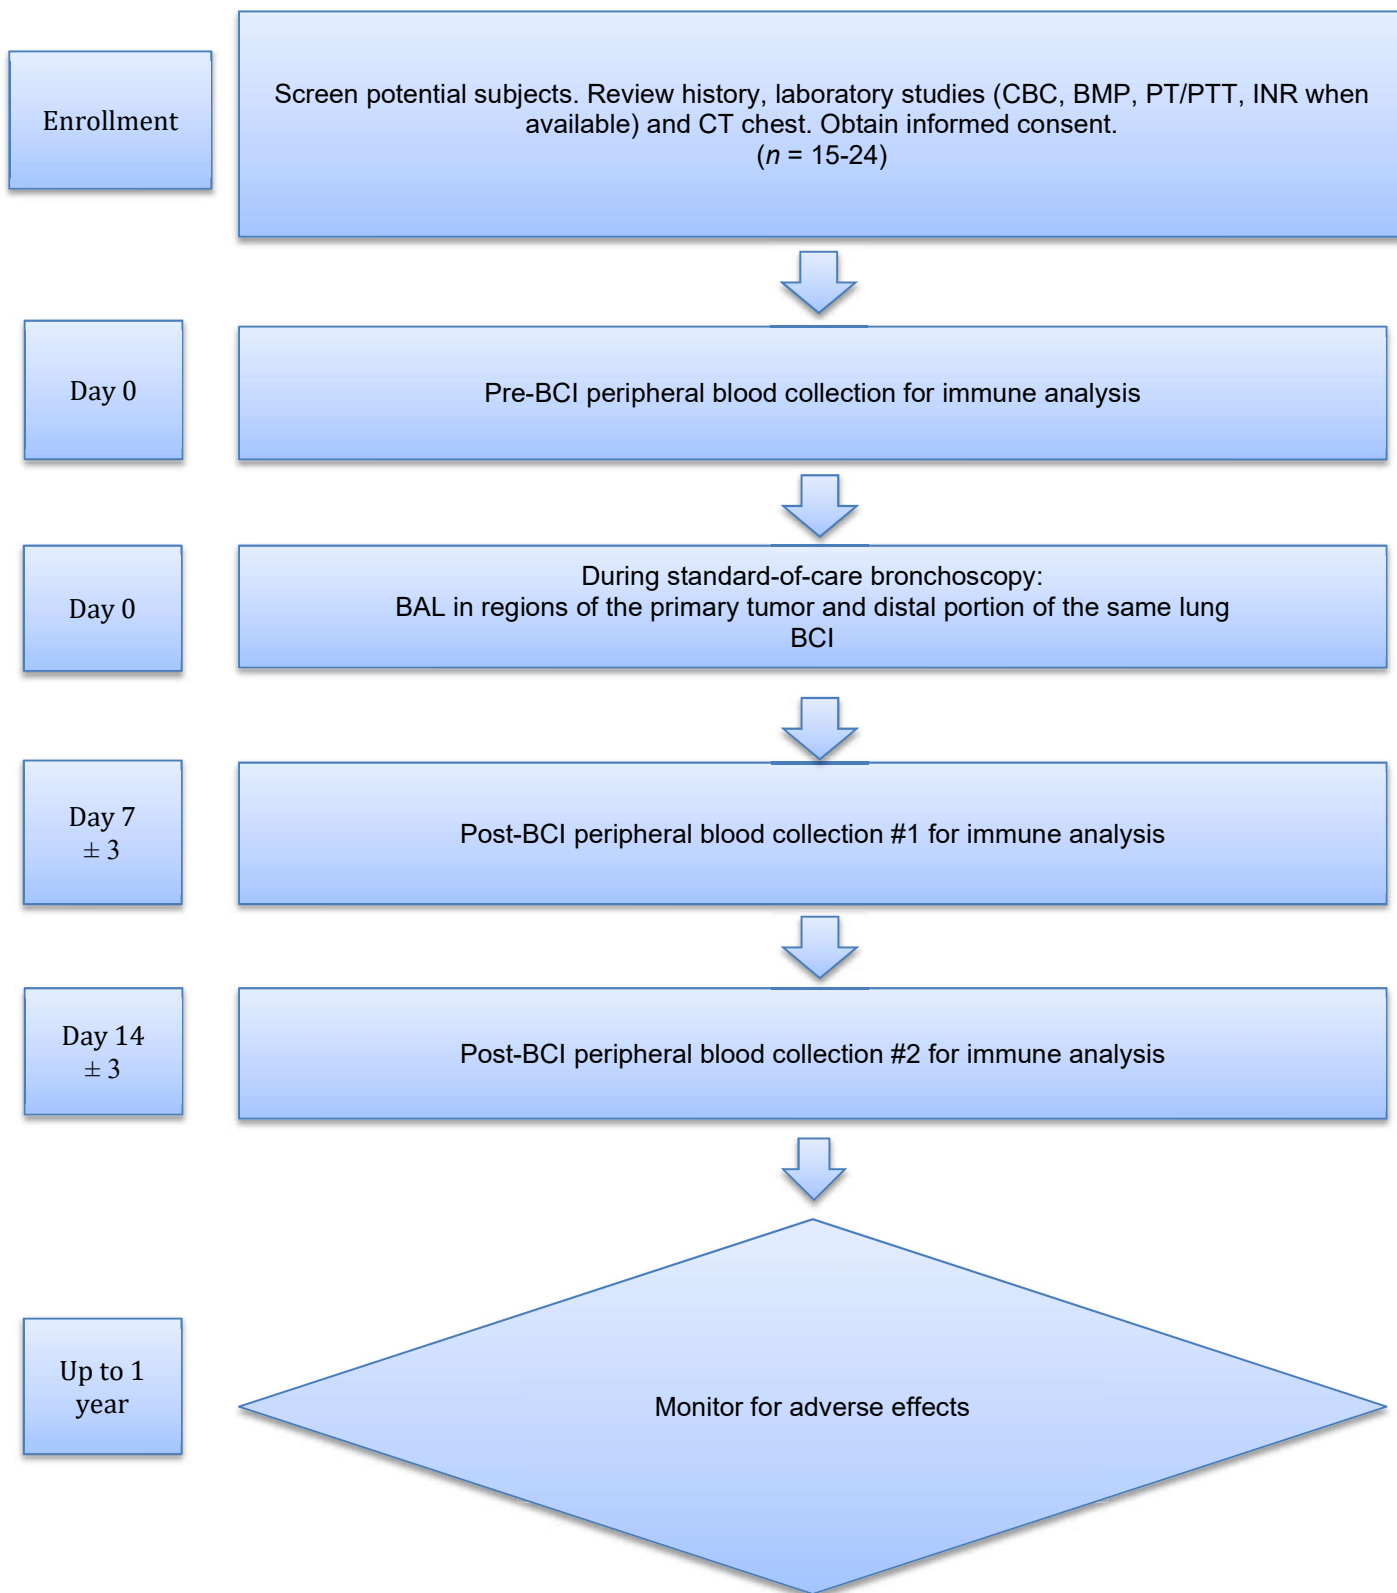 Enrollment
Screen potential subjects. Review history, laboratory studies (CBC, BMP, PT/PTT, INR when
available) and CT chest. Obtain informed consent.
(n = 15-24)
Day 0
Pre-BCI peripheral blood collection for immune analysis
Day 0
During standard-of-care bronchoscopy:
BAL in regions of the primary tumor and distal portion of the same lung
BCI
Day 7
± 3
Post-BCI peripheral blood collection #1 for immune analysis
Day 14
± 3
Post-BCI peripheral blood collection #2 for immune analysis
Up to 1
year
Monitor for adverse effects